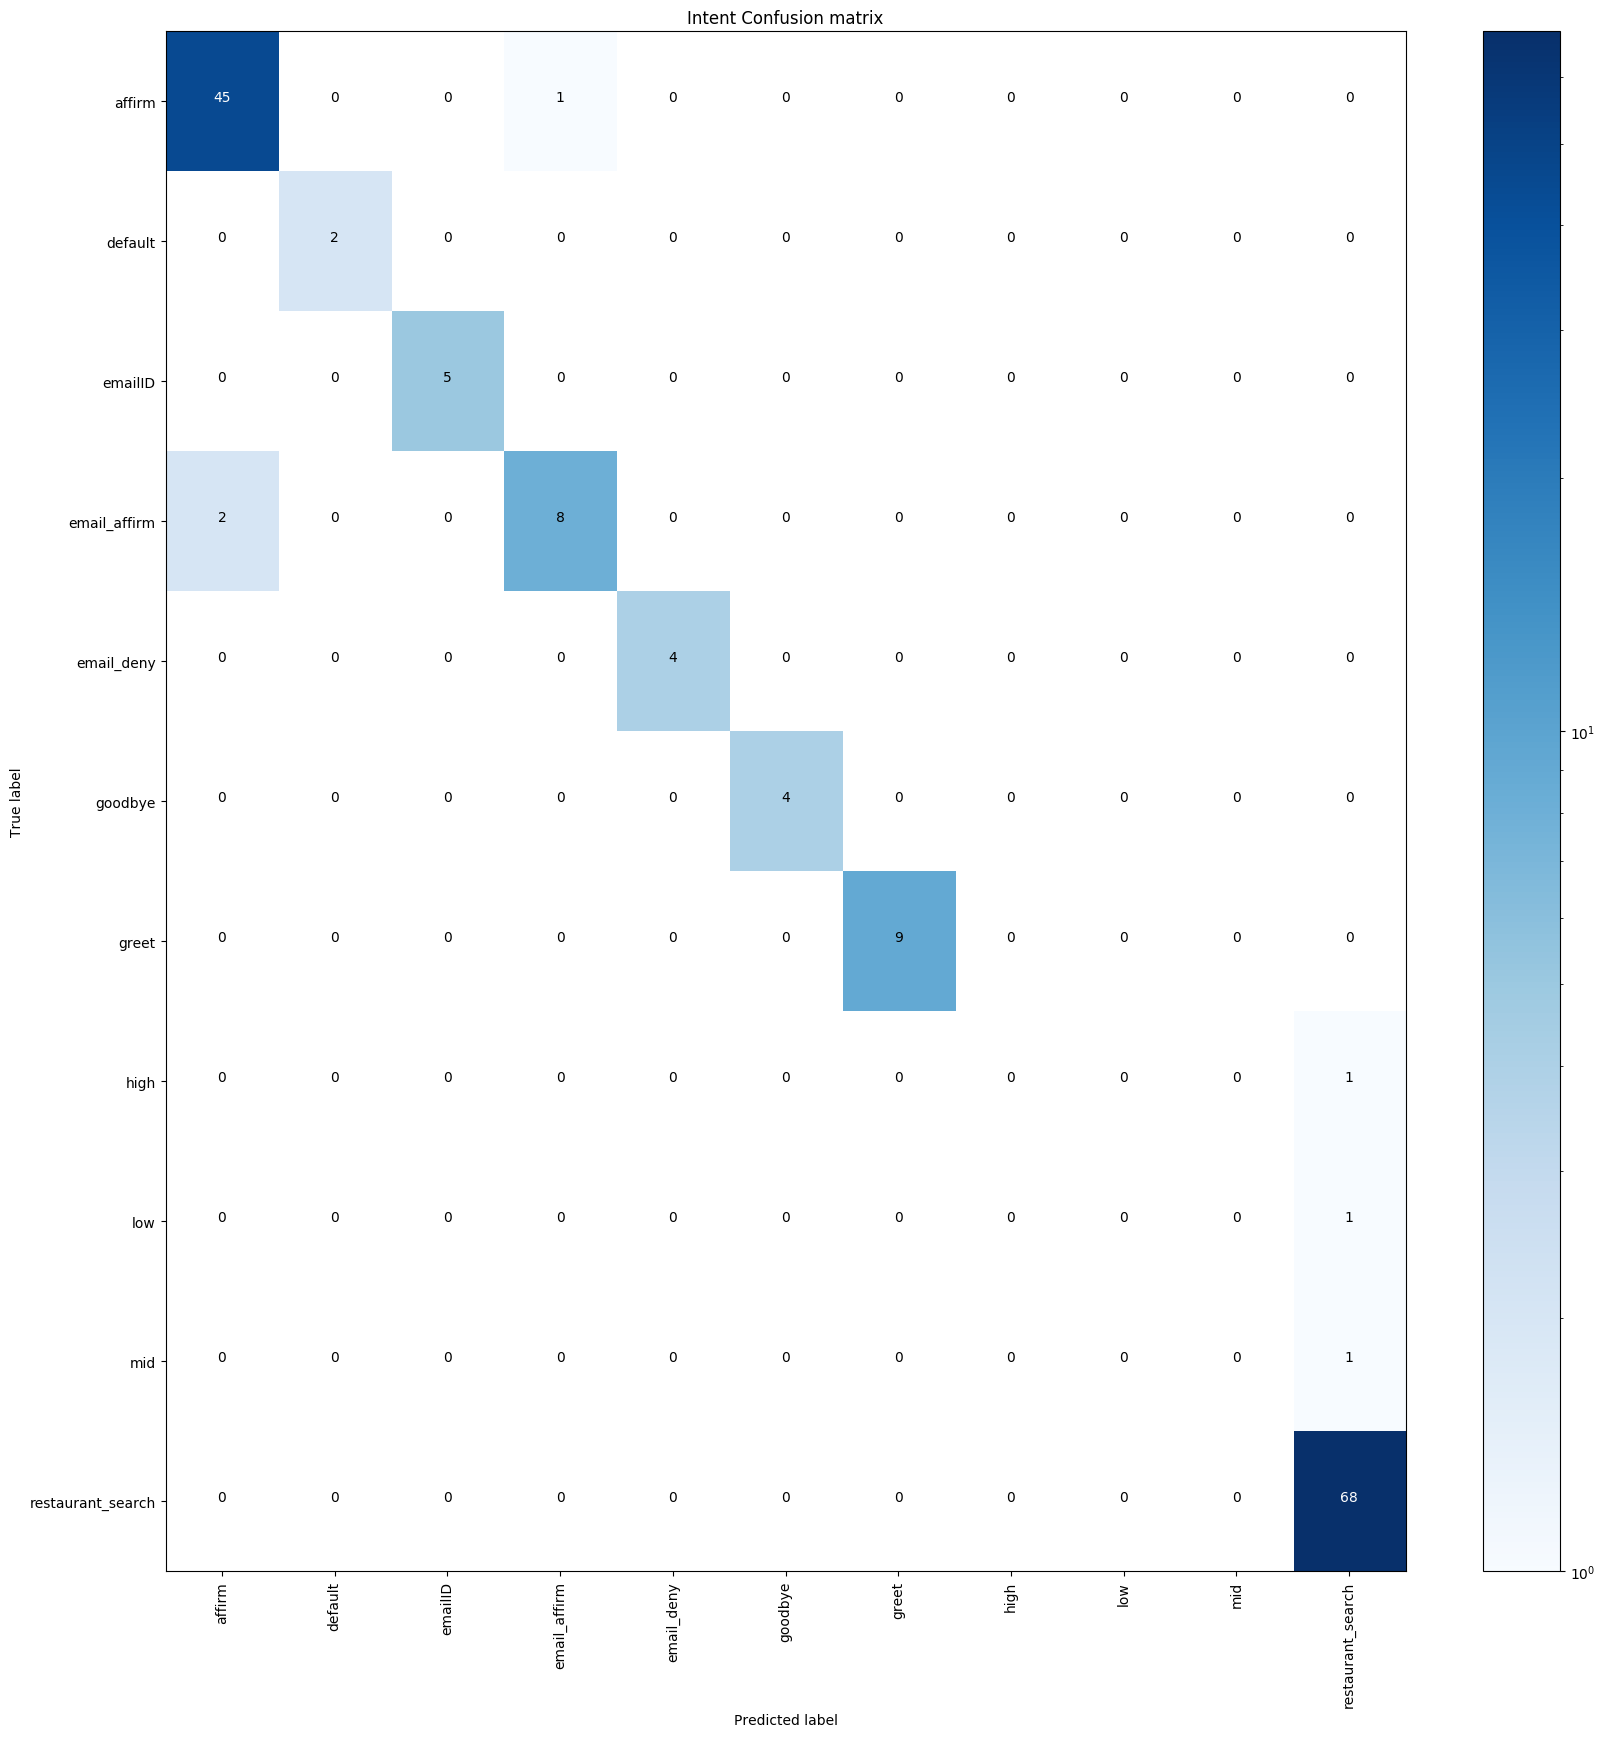 Intent Confusion matrix
affirm 45 0 0 1 0 0 0 0 0 0 0
default 0 2 0 0 0 0 0 0 0 0 0
emailID 0 0 5 0 0 0 0 0 0 0 0
email_affirm 2 0 0 8 0 0 0 0 0 0 0
email_deny 0 0 0 0 4 0 0 0 0 0 0
goodbye 0 0 0 0 0 4 0 0 0 0 0
greet 0 0 0 0 0 0 9 0 0 0 0
high 0 0 0 0 0 0 0 0 0 0 1
low 0 0 0 0 0 0 0 0 0 0 1
mid 0 0 0 0 0 0 0 0 0 0 1
restaurant_search 0 0 0 0 0 0 0 0 0 0 68
True label
affirm
default
emailID
email_affirm
email_deny
goodbye
greet
high
low
mid
restaurant_search
Predicted label
10¹
10⁰